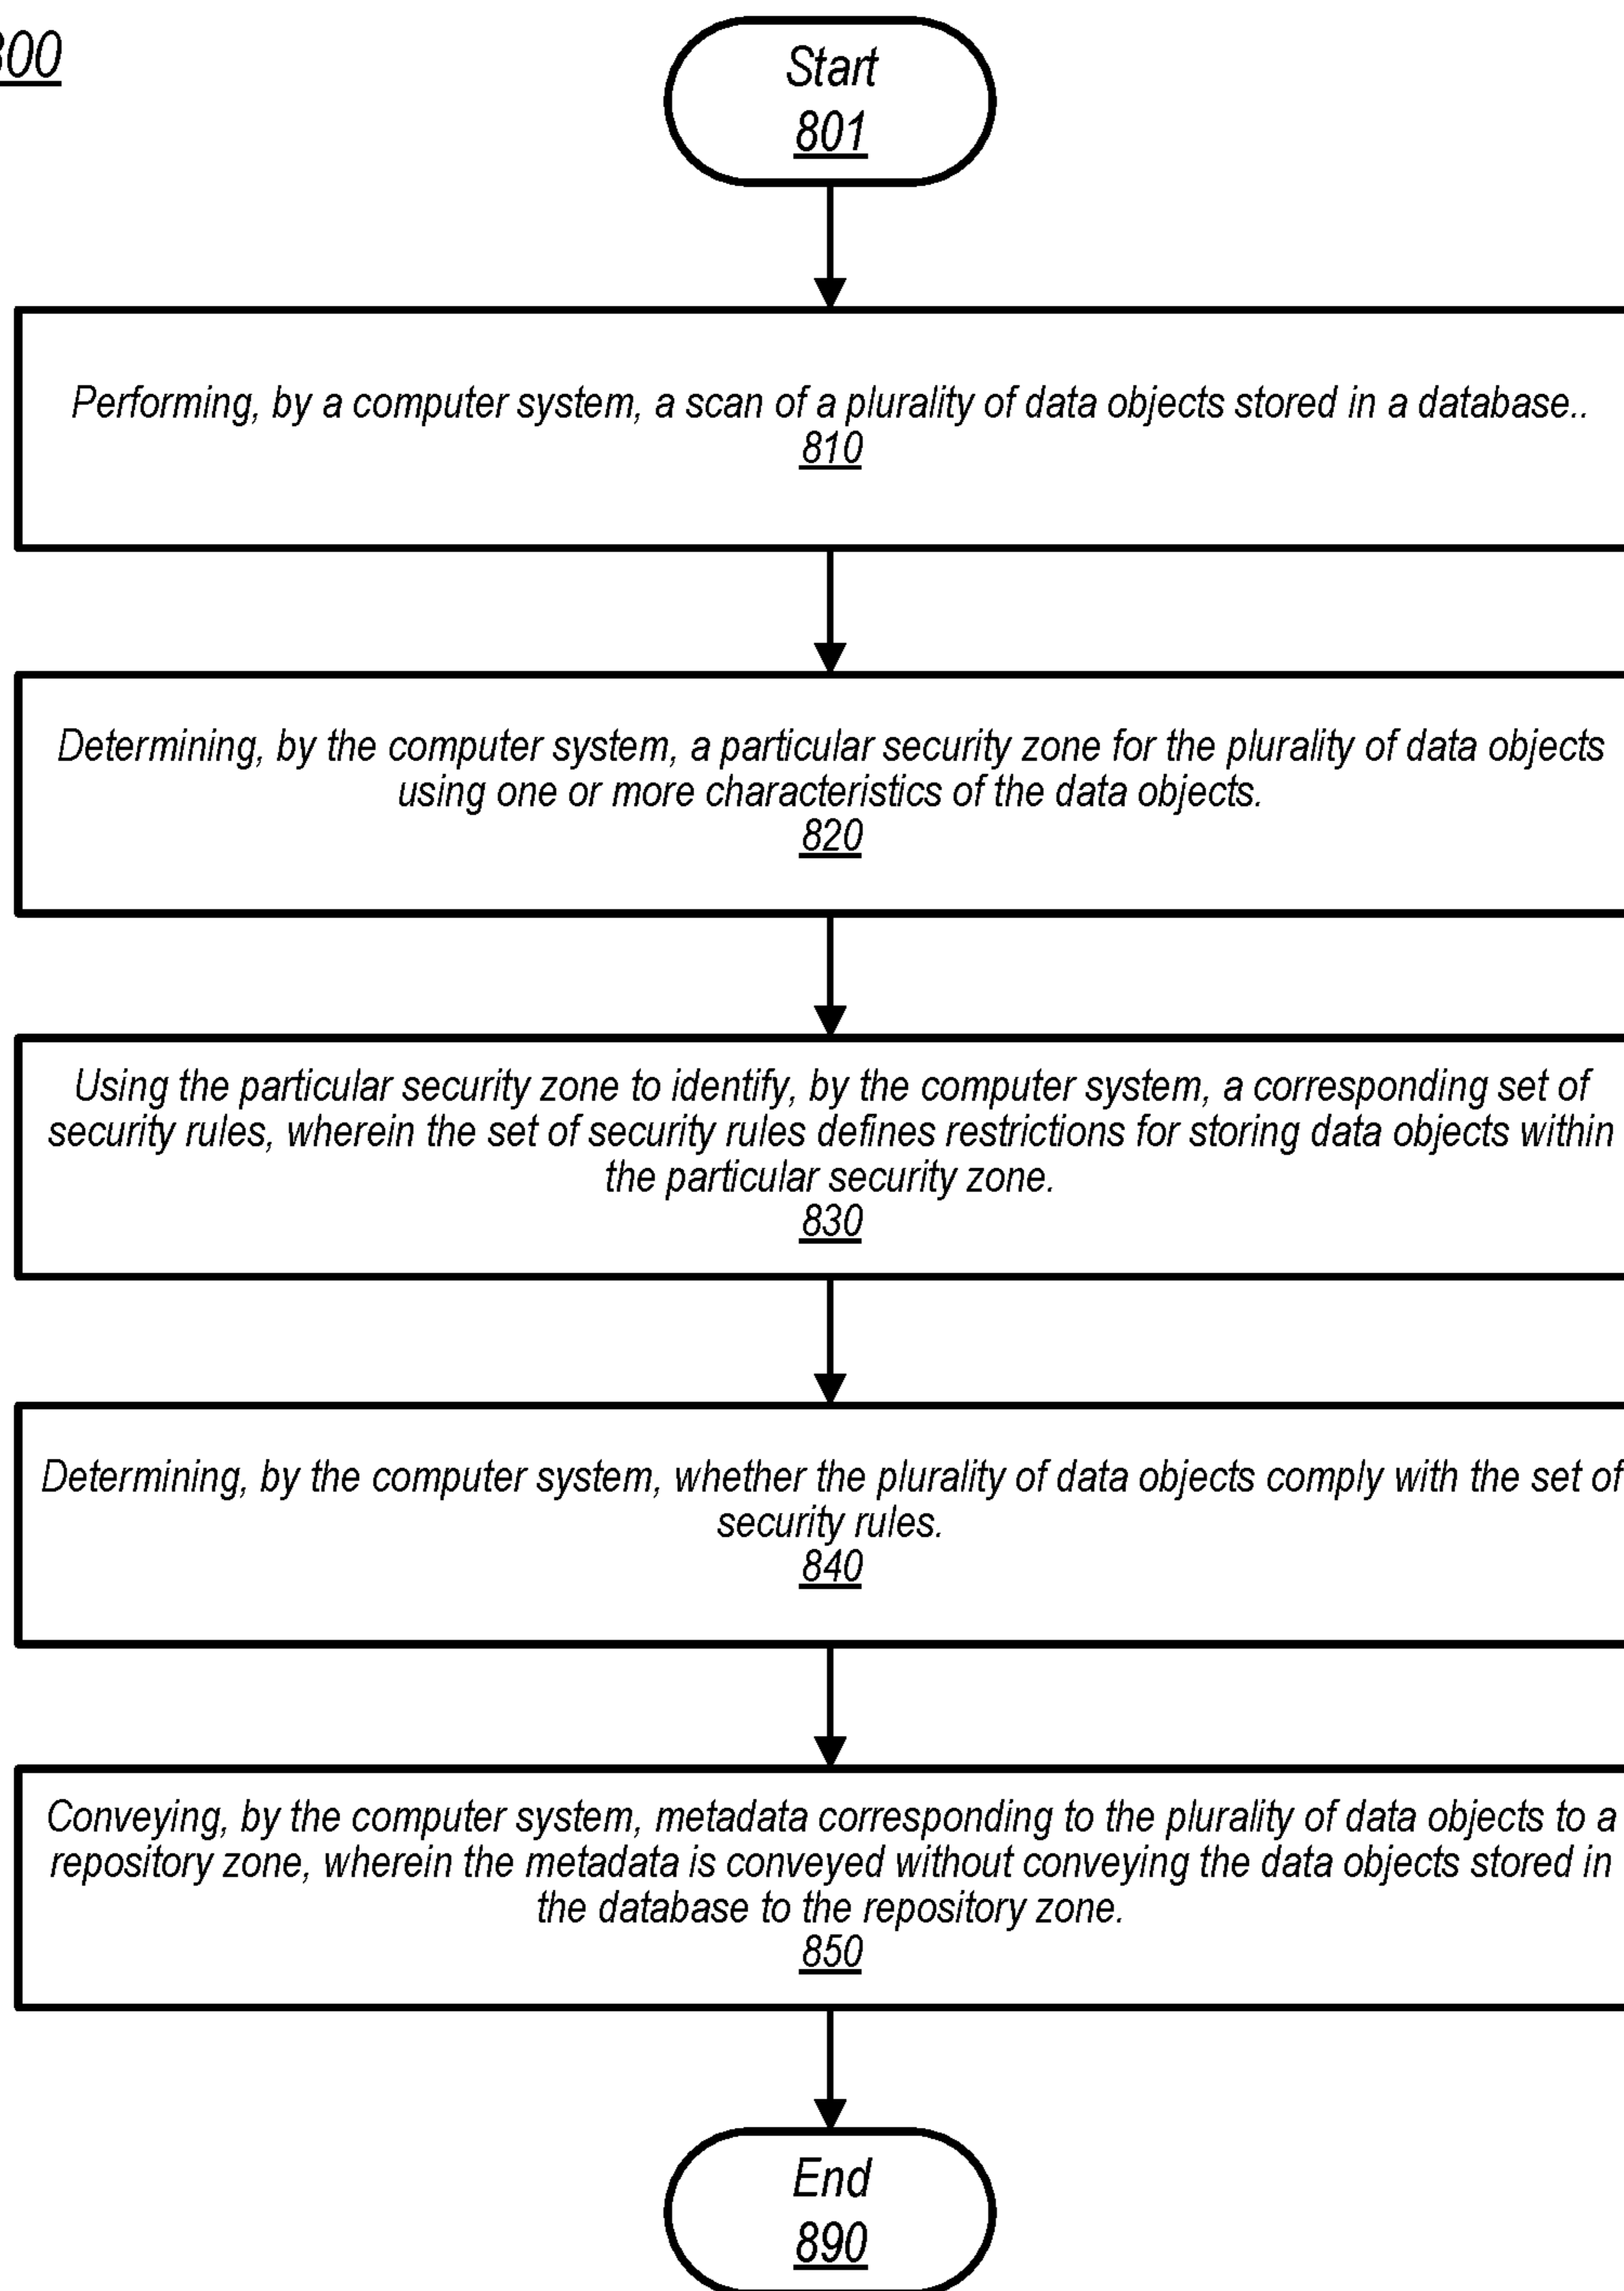 800
Start
801
Performing, by a computer system, a scan of a plurality of data objects stored in a database..
810
Determining, by the computer system, a particular security zone for the plurality of data objects
using one or more characteristics of the data objects.
820
Using the particular security zone to identify, by the computer system, a corresponding set of
security rules, wherein the set of security rules defines restrictions for storing data objects within
the particular security zone.
830
Determining, by the computer system, whether the plurality of data objects comply with the set of
security rules.
840
Conveying, by the computer system, metadata corresponding to the plurality of data objects to a
repository zone, wherein the metadata is conveyed without conveying the data objects stored in
the database to the repository zone.
850
End
890